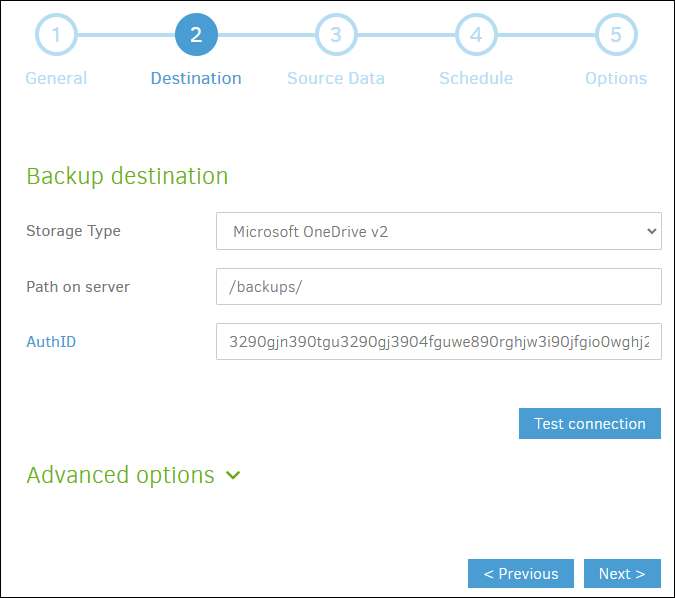 1 2 3 4 5
General Destination Source Data Schedule Options
Backup destination
Storage Type Microsoft OneDrive v2
Path on server /backups/
AuthID 3290gjn390tgu3290gj3904fguwe890rghjw3i90jfgio0wghj2
Test connection
Advanced options
< Previous Next >